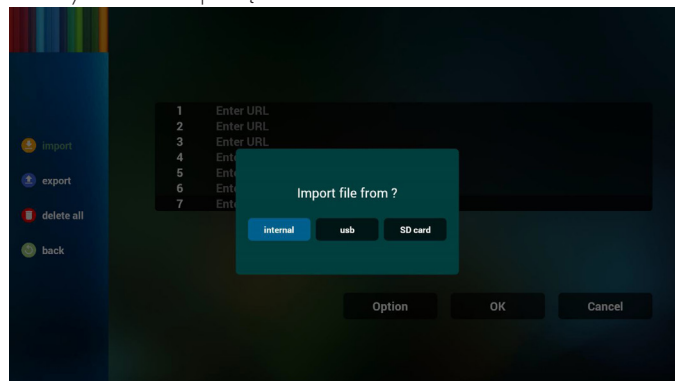 import
export
delete all
back
1 Enter URL
2 Enter URL
3 Enter URL
4 Ente
5 Ente
6 Ente
7 Ente
Import file from ?
internal usb SD card
Option OK Cancel